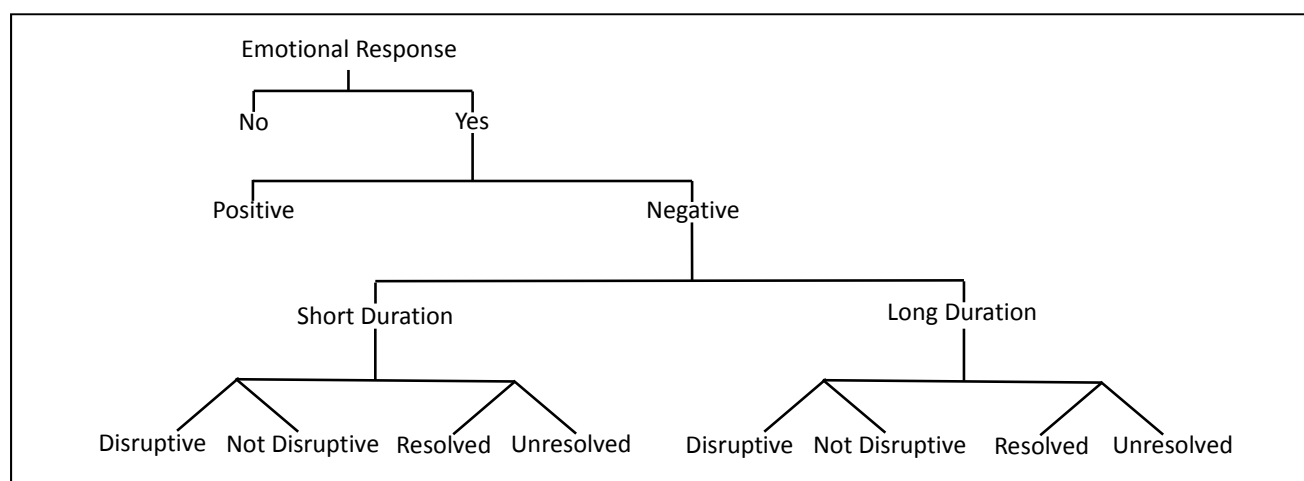 Emotional Response
No Yes
Positive Negative
Short Duration Long Duration
Disruptive Not Disruptive Resolved Unresolved Disruptive Not Disruptive Resolved Unresolved